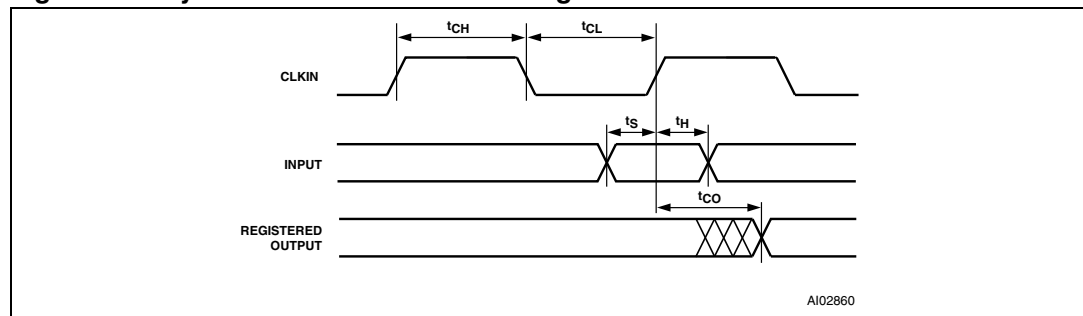 tCH
tCL
CLKIN
tS
tH
INPUT
tCO
REGISTERED
OUTPUT
AI02860